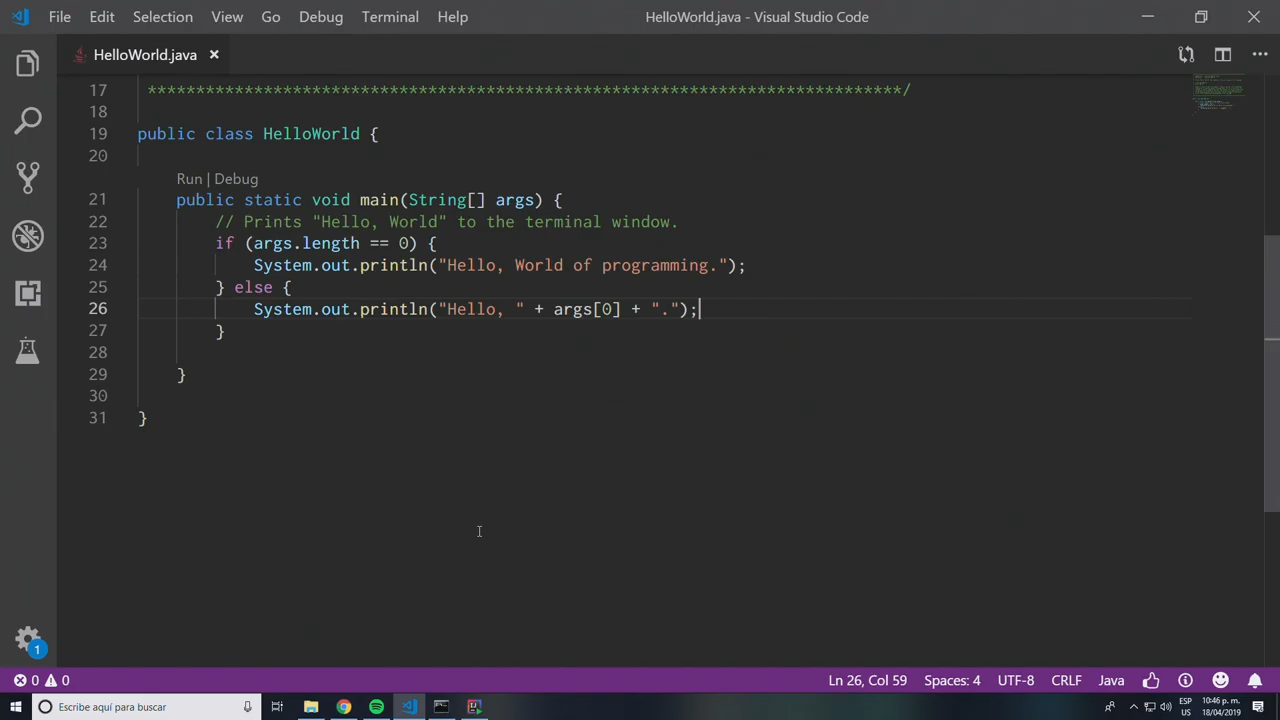 File Edit Selection View Go Debug Terminal Help HelloWorld.java - Visual Studio Code
HelloWorld.java
17 ******************************************************************************/
18
19 public class HelloWorld {
20
Run | Debug
21 public static void main(String[] args) {
22 // Prints "Hello, World" to the terminal window.
23 if (args.length == 0) {
24 System.out.println("Hello, World of programming.");
25 } else {
26 System.out.println("Hello, " + args[0] + ".");
27 }
28
29 }
30
31 }
1
0 0 Ln 26, Col 59 Spaces: 4 UTF-8 CRLF Java
Escribe aquí para buscar
ESP 10:46 p. m.
US 18/04/2019